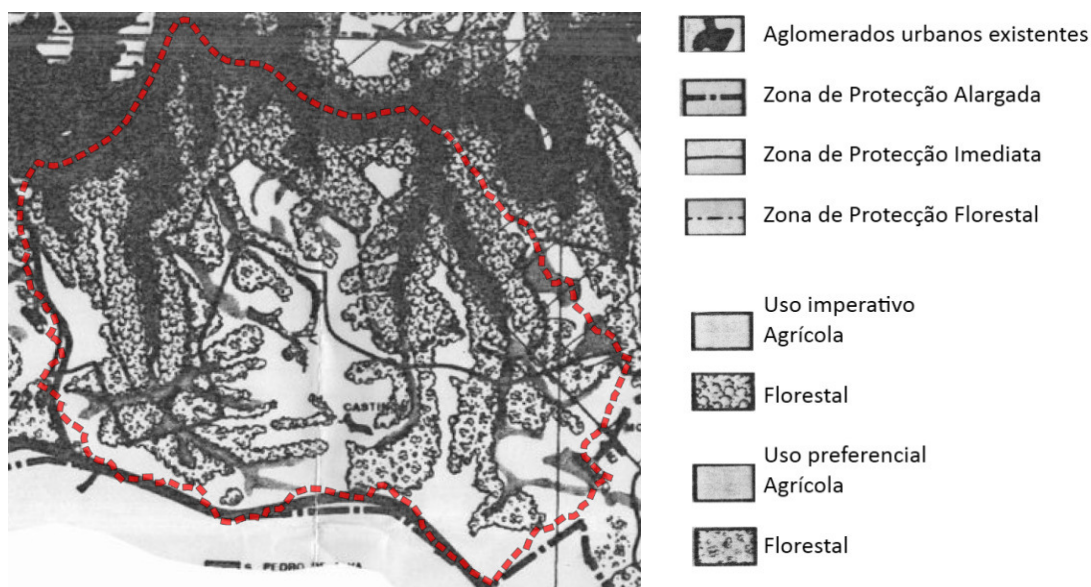 Aglomerados urbanos existentes
Zona de Protecção Alargada
Zona de Protecção Imediata
Zona de Protecção Florestal
Uso imperativo
Agrícola
Florestal
Uso preferencial
Agrícola
Florestal
CASTIN
S. PEDRO